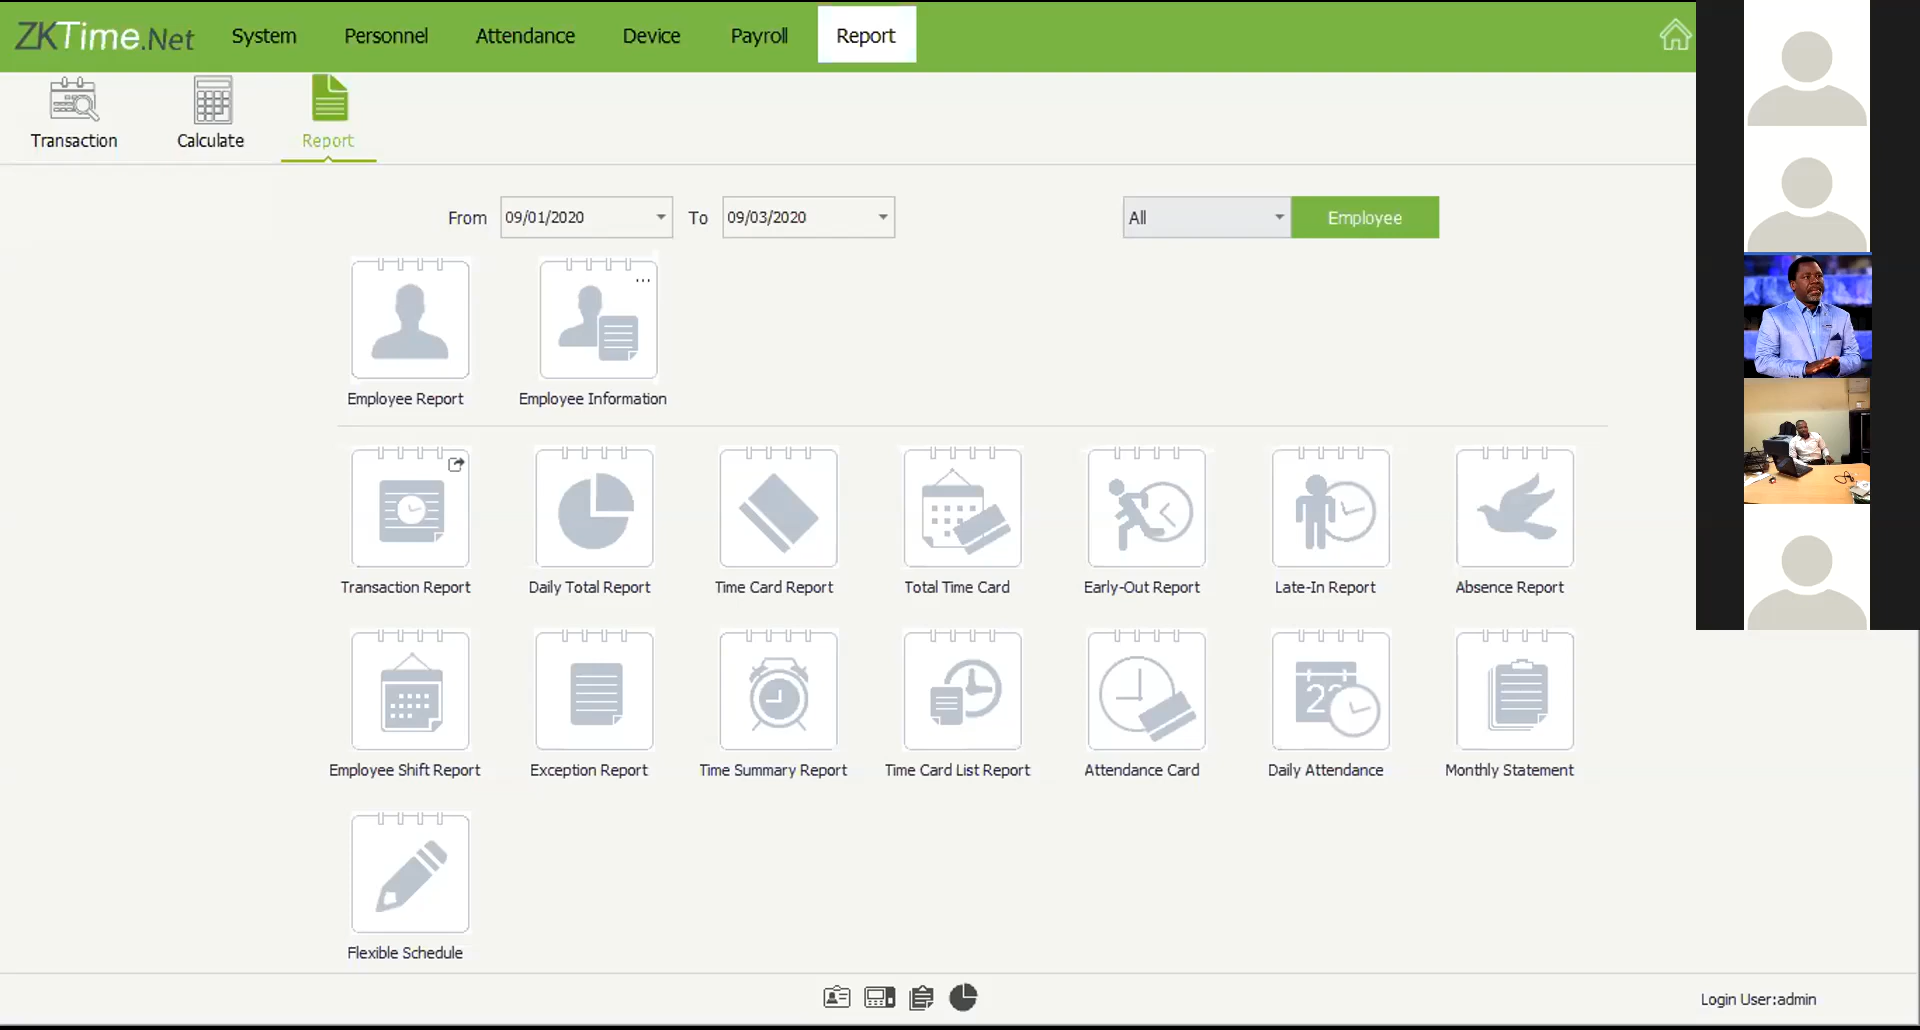 ZKTime.Net System Personnel Attendance Device Payroll Report
Transaction Calculate Report
From 09/01/2020 To 09/03/2020 All Employee
Employee Report Employee Information
Transaction Report Daily Total Report Time Card Report Total Time Card Early-Out Report Late-In Report Absence Report
22
Employee Shift Report Exception Report Time Summary Report Time Card List Report Attendance Card Daily Attendance Monthly Statement
Flexible Schedule
Login User:admin